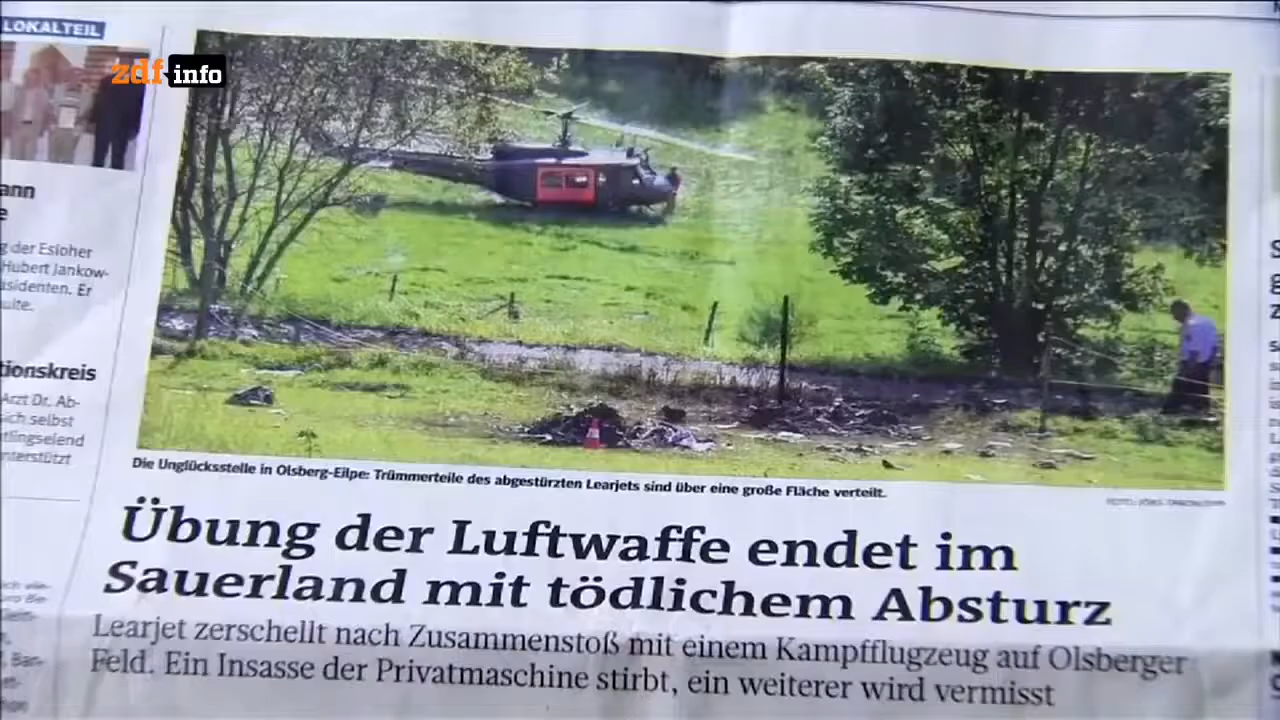 LOKALTEIL
zdf info
ann
e
g der Esloher
Hubert Jankow-
äsidenten. Er
tionskreis
Arzt Dr. Ab-
sich selbst
htlingselend
nterstützt
Die Unglücksstelle in Olsberg-Elpe: Trümmerteile des abgestürzten Learjets sind über eine große Fläche verteilt.
Übung der Luftwaffe endet im
Sauerland mit tödlichem Absturz
Learjet zerschellt nach Zusammenstoß mit einem Kampfflugzeug auf Olsberger
Feld. Ein Insasse der Privatmaschine stirbt, ein weiterer wird vermisst